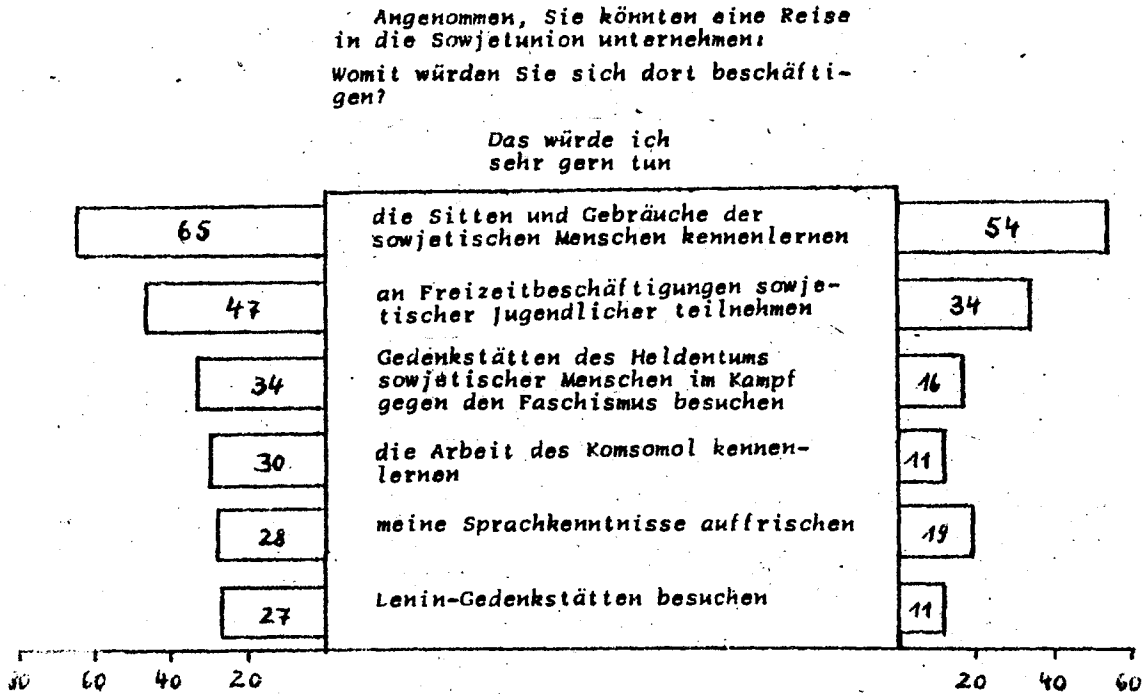 Angenommen, Sie könnten eine Reise
in die Sowjetunion unternehmen:
Womit würden Sie sich dort beschäfti-
gen?
Das würde ich
sehr gern tun
65
die Sitten und Gebräuche der
sowjetischen Menschen kennenlernen
54
47
an Freizeitbeschäftigungen sowje-
tischer Jugendlicher teilnehmen
34
34
Gedenkstätten des Heldentums
sowjetischer Menschen im Kampf
gegen den Faschismus besuchen
16
30
die Arbeit des Komsomol kennen-
lernen
11
28
meine Sprachkenntnisse auffrischen
19
27
Lenin-Gedenkstätten besuchen
11
80 60 40 20 20 40 60